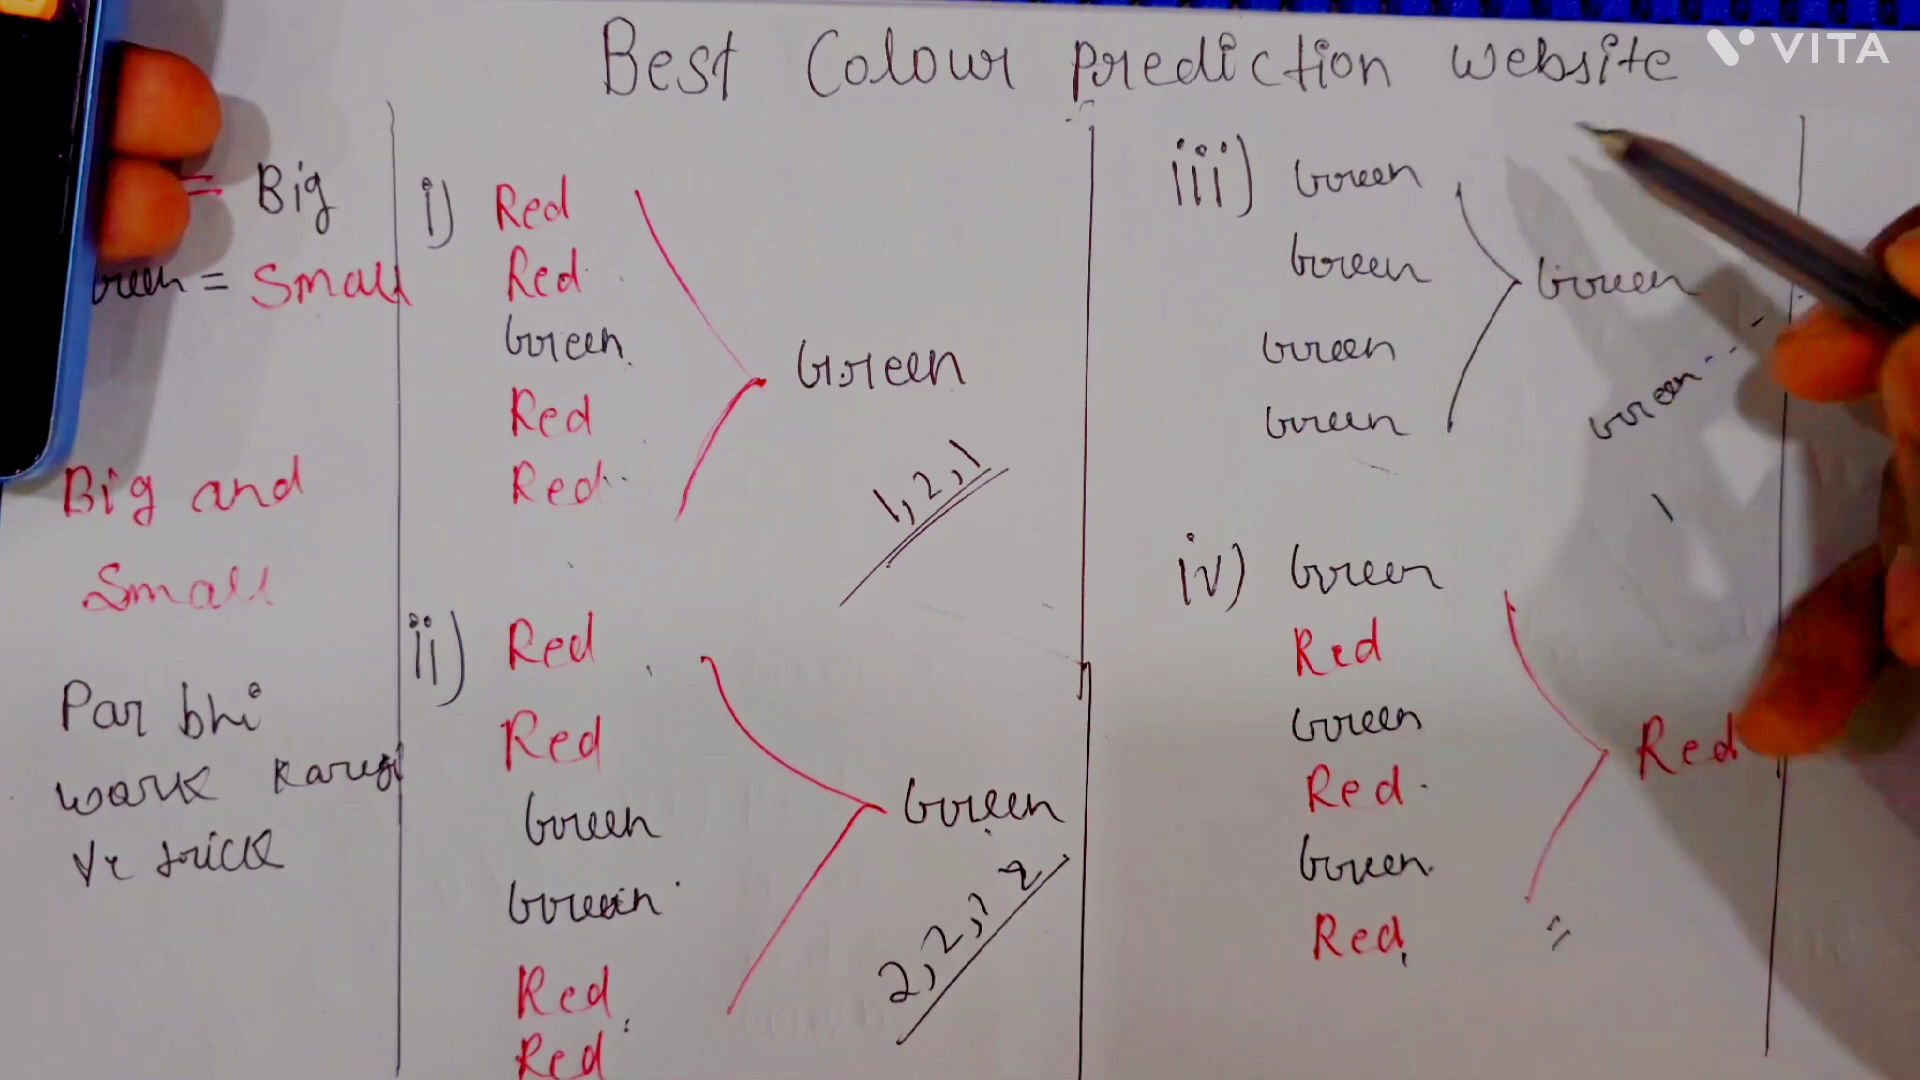 Best Colour Prediction Website
VITA
= Big
= Small
Big and
Small
Par bhi
work karegi
Ye trick
i) Red
Red
Green
Red
Red
Green
1,2,1
ii) Red
Red
Green
Green
Red
Red
Green
2,2,2
iii) Green
Green
Green
Green
Green
Green
iv) Green
Red
Green
Red
Green
Red
Red